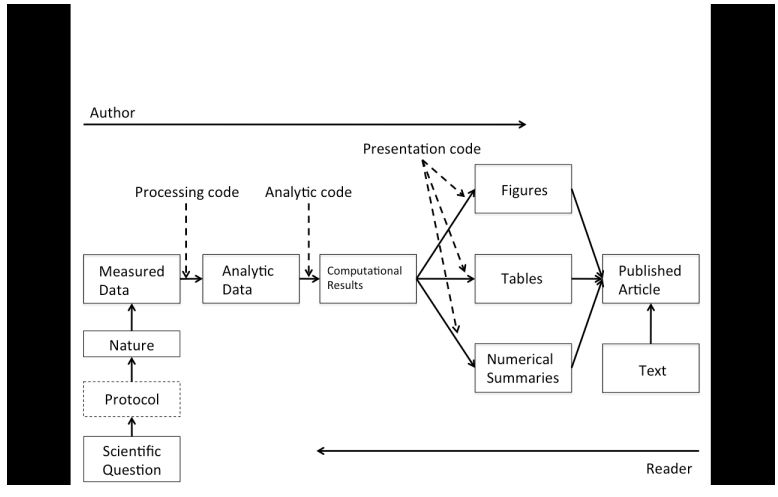 Author
Presentation code
Processing code
Analytic code
Figures
Measured
Data
Analytic
Data
Computational
Results
Tables
Published
Article
Nature
Numerical
Summaries
Text
Protocol
Scientific
Question
Reader